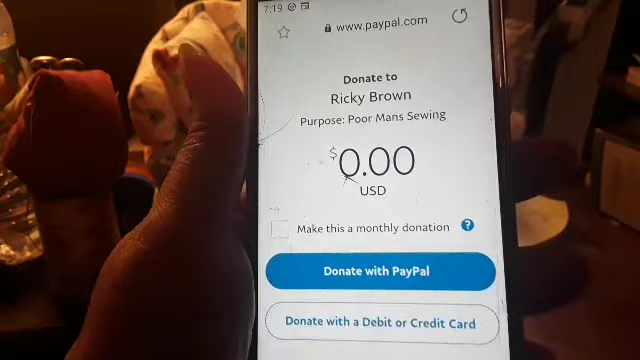 7:19
www.paypal.com
Donate to
Ricky Brown
Purpose: Poor Mans Sewing
$0.00
USD
Make this a monthly donation ?
Donate with PayPal
Donate with a Debit or Credit Card